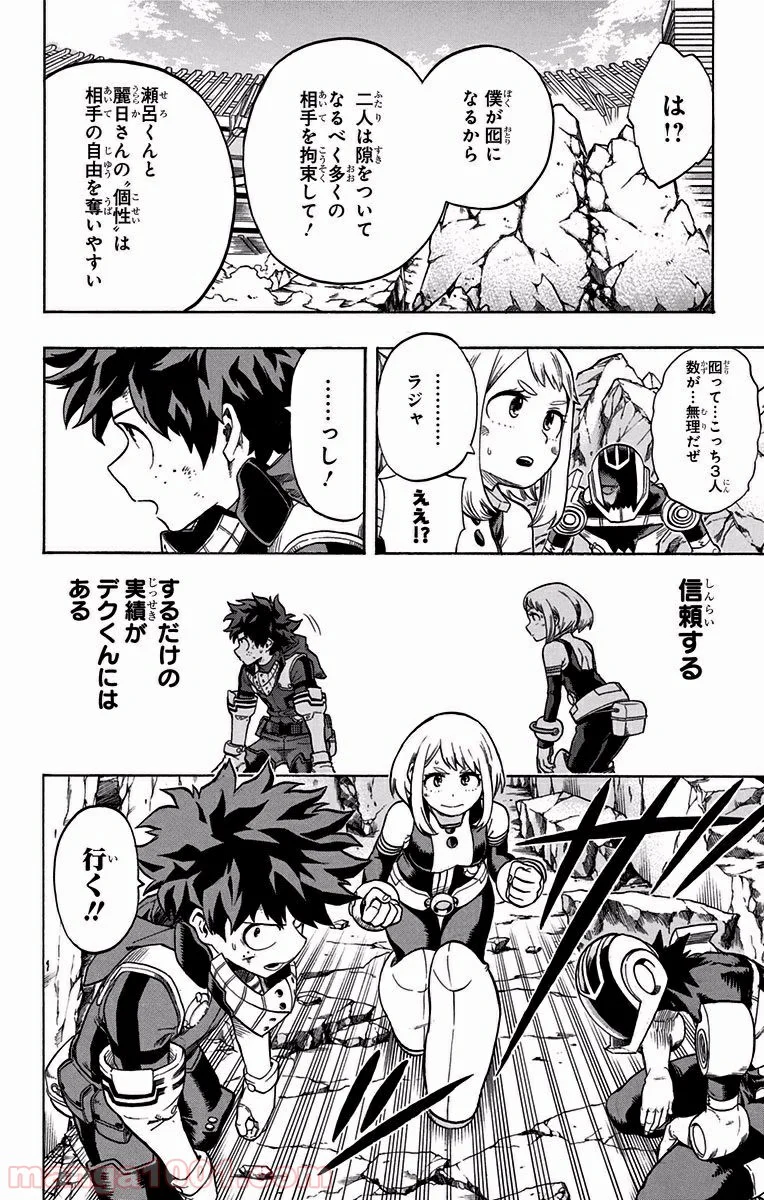 は!?
僕が囮に
なるから
二人は隙をついて
なるべく多くの
相手を拘束して!
瀬呂くんと
麗日さんの〝個性〟は
相手の自由を奪いやすい
囮って…こっち3人
数が…無理だぜ
………
ラジャ
ええ!?
……っし!
信頼する
するだけの
実績が
デクくんには
ある
行く!!
manga1001.com